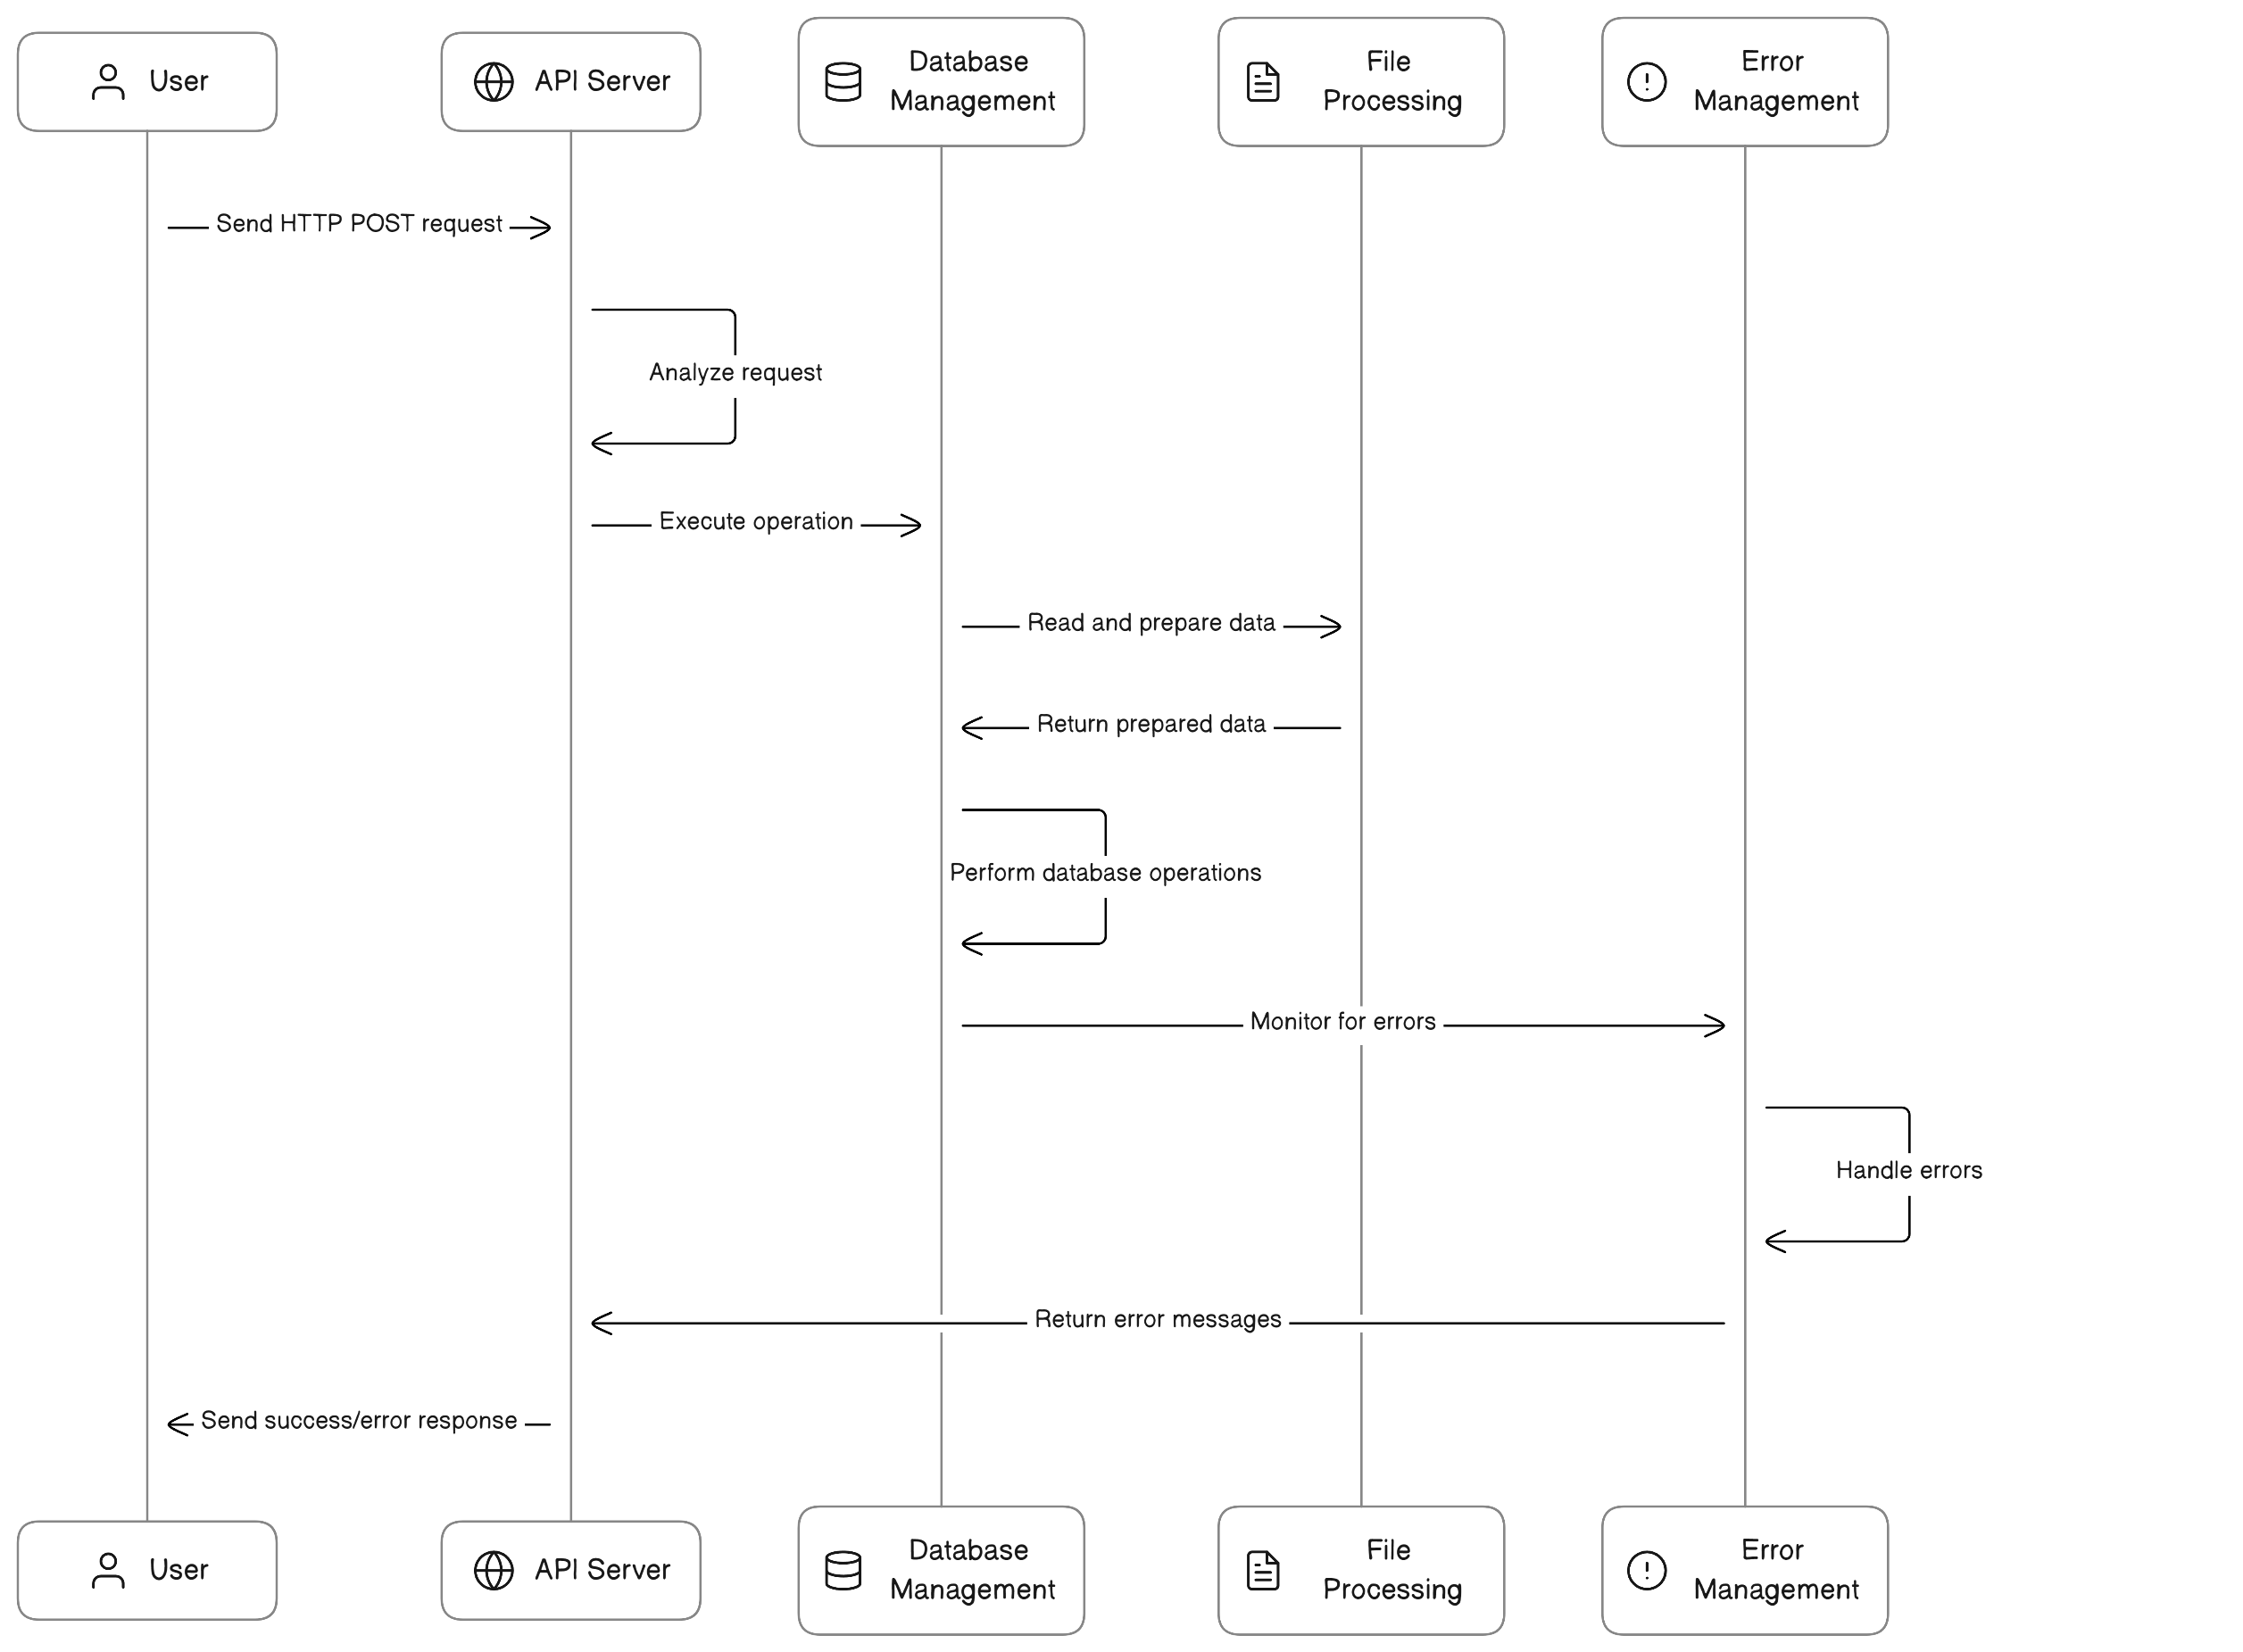 User
API Server
Database
Management
File
Processing
Error
Management
Send HTTP POST request
Analyze request
Execute operation
Read and prepare data
Return prepared data
Perform database operations
Monitor for errors
Handle errors
Return error messages
Send success/error response
User
API Server
Database
Management
File
Processing
Error
Management